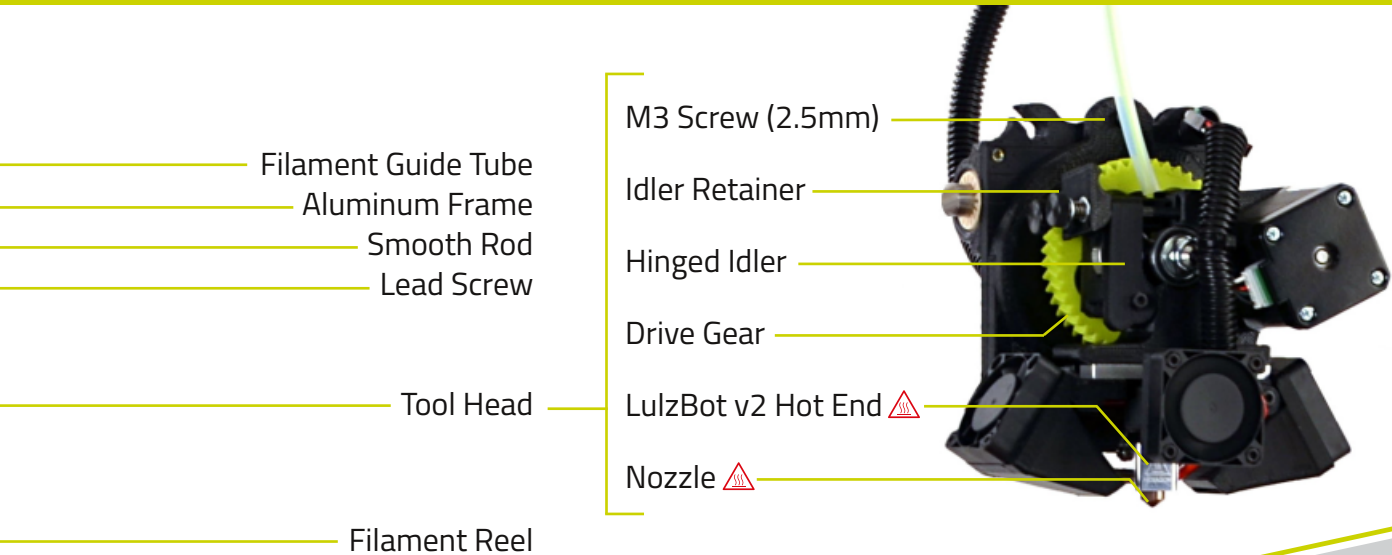 Filament Guide Tube
Aluminum Frame
Smooth Rod
Lead Screw
Tool Head
Filament Reel
M3 Screw (2.5mm)
Idler Retainer
Hinged Idler
Drive Gear
LulzBot v2 Hot End
Nozzle